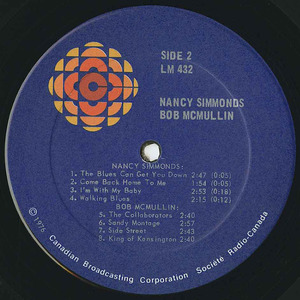 SIDE 2
LM 432
NANCY SIMMONDS
BOB MCMULLIN
NANCY SIMMONDS:
1. The Blues Can Get You Down 2:47 (0:05)
2. Come Back Home To Me 1:54 (0:05)
3. I'm With My Baby 2:53 (0:18)
4. Walking Blues 2:15 (0:12)
BOB MCMULLIN:
5. The Collaborators 2:40
6. Sandy Montage 2:57
7. Side Street 2:43
8. King of Kensington 2:40
© 1976 Canadian Broadcasting Corporation Société Radio-Canada